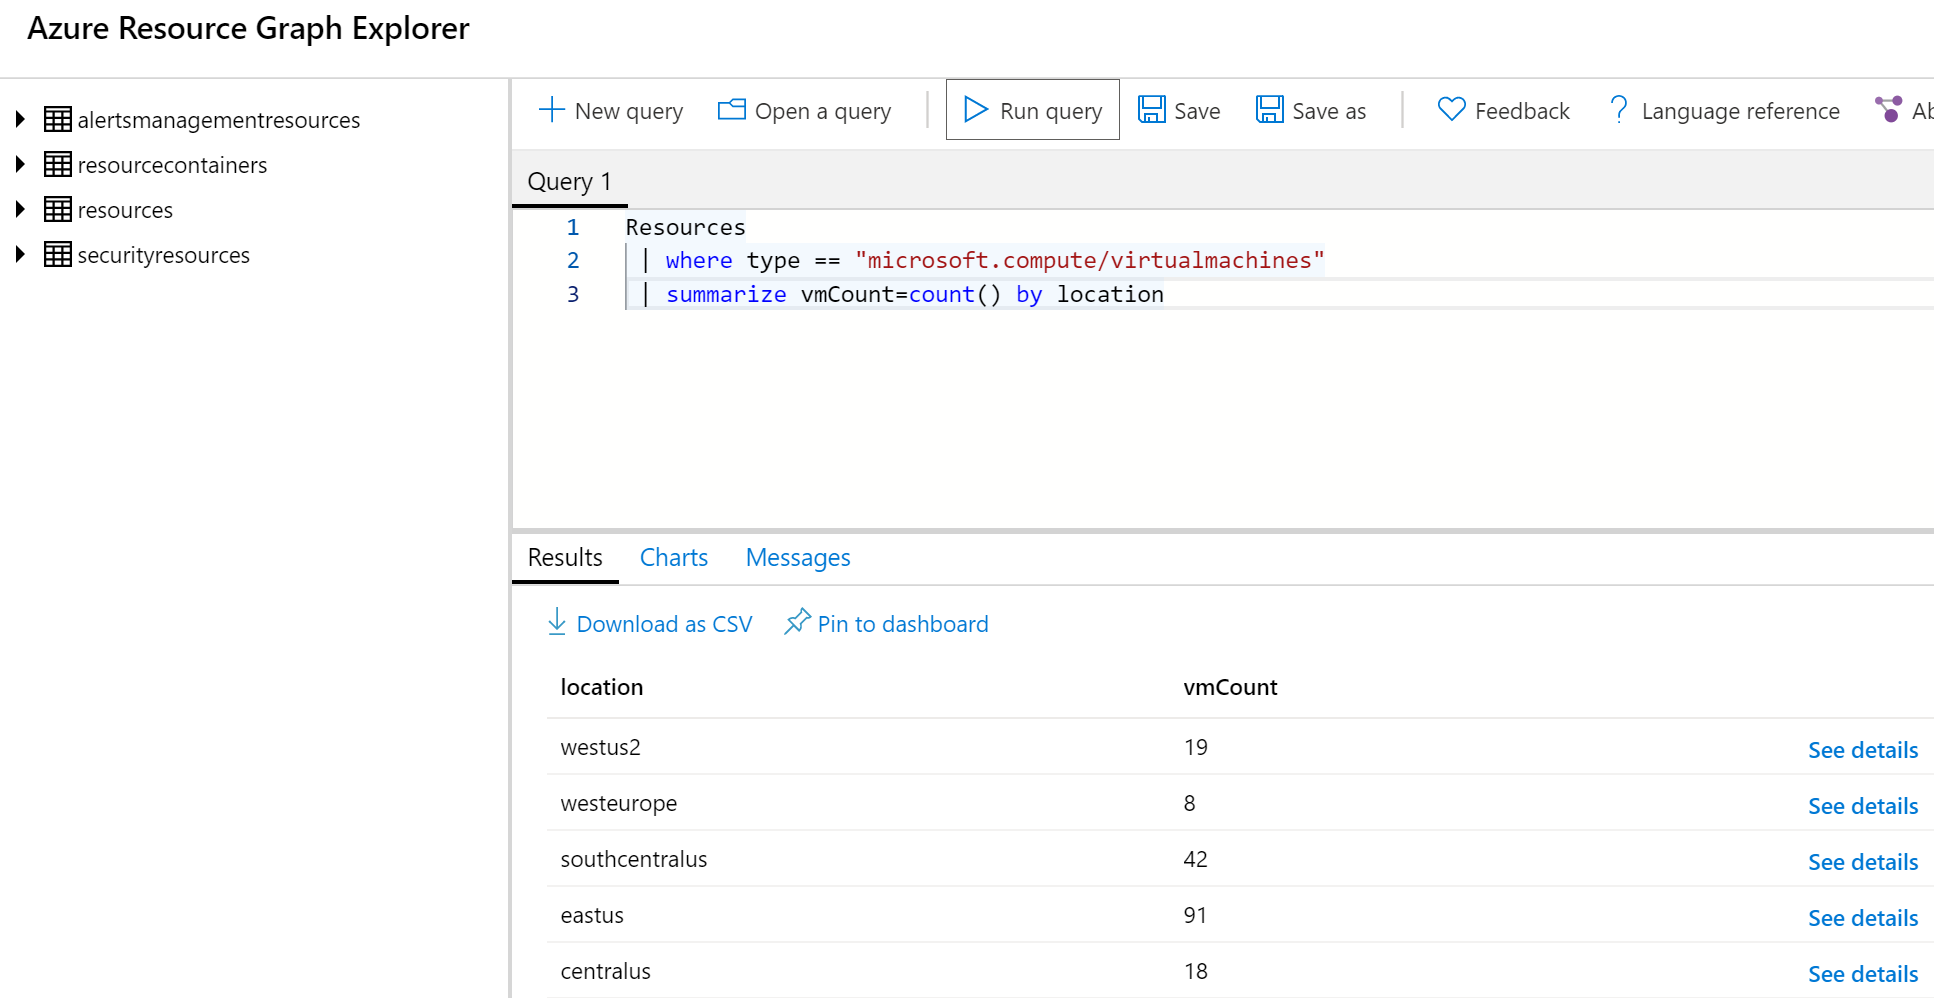 Azure Resource Graph Explorer
alertsmanagementresources
resourcecontainers
resources
securityresources
New query Open a query Run query Save Save as Feedback ? Language reference Ab
Query 1
1 Resources
2 | where type == "microsoft.compute/virtualmachines"
3 | summarize vmCount=count() by location
Results Charts Messages
Download as CSV Pin to dashboard
location vmCount
westus2 19 See details
westeurope 8 See details
southcentralus 42 See details
eastus 91 See details
centralus 18 See details